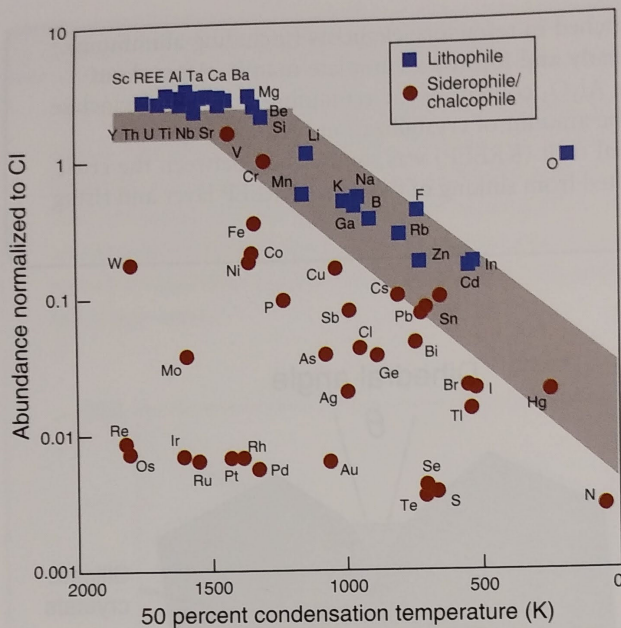 10
1
0.1
0.01
0.001
Abundance normalized to CI
Lithophile
Siderophile/
chalcophile
Sc REE Al Ta Ca Ba
Mg
Be
Si
Y Th U Ti Nb Sr
V
Cr
Li
Mn
K
Na
B
Ga
F
Rb
Zn
In
Cd
O
Fe
Co
Ni
W
Cu
P
Cs
Sb
Pb
Sn
Cl
Bi
As
Ge
Mo
Ag
Br
I
Tl
Hg
Re
Os
Ir
Ru
Pt
Rh
Pd
Au
Se
Te
S
N
2000
1500
1000
500
0
50 percent condensation temperature (K)